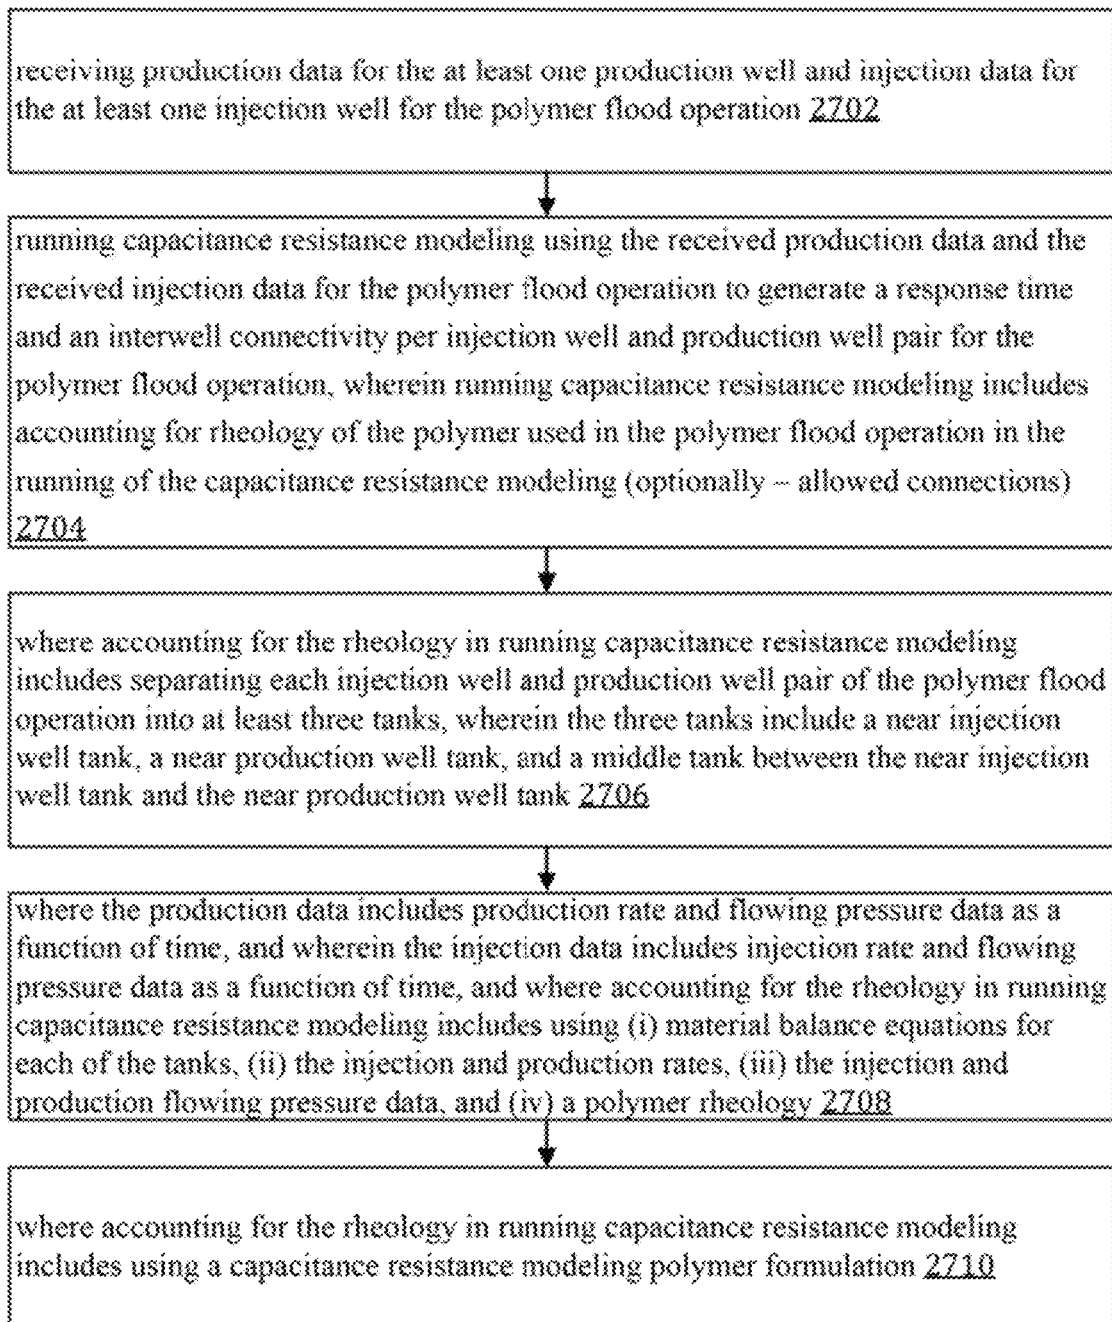 receiving production data for the at least one production well and injection data for
the at least one injection well for the polymer flood operation 2702
running capacitance resistance modeling using the received production data and the
received injection data for the polymer flood operation to generate a response time
and an interwell connectivity per injection well and production well pair for the
polymer flood operation, wherein running capacitance resistance modeling includes
accounting for rheology of the polymer used in the polymer flood operation in the
running of the capacitance resistance modeling (optionally – allowed connections)
2704
where accounting for the rheology in running capacitance resistance modeling
includes separating each injection well and production well pair of the polymer flood
operation into at least three tanks, wherein the three tanks include a near injection
well tank, a near production well tank, and a middle tank between the near injection
well tank and the near production well tank 2706
where the production data includes production rate and flowing pressure data as a
function of time, and wherein the injection data includes injection rate and flowing
pressure data as a function of time, and where accounting for the rheology in running
capacitance resistance modeling includes using (i) material balance equations for
each of the tanks, (ii) the injection and production rates, (iii) the injection and
production flowing pressure data, and (iv) a polymer rheology 2708
where accounting for the rheology in running capacitance resistance modeling
includes using a capacitance resistance modeling polymer formulation 2710